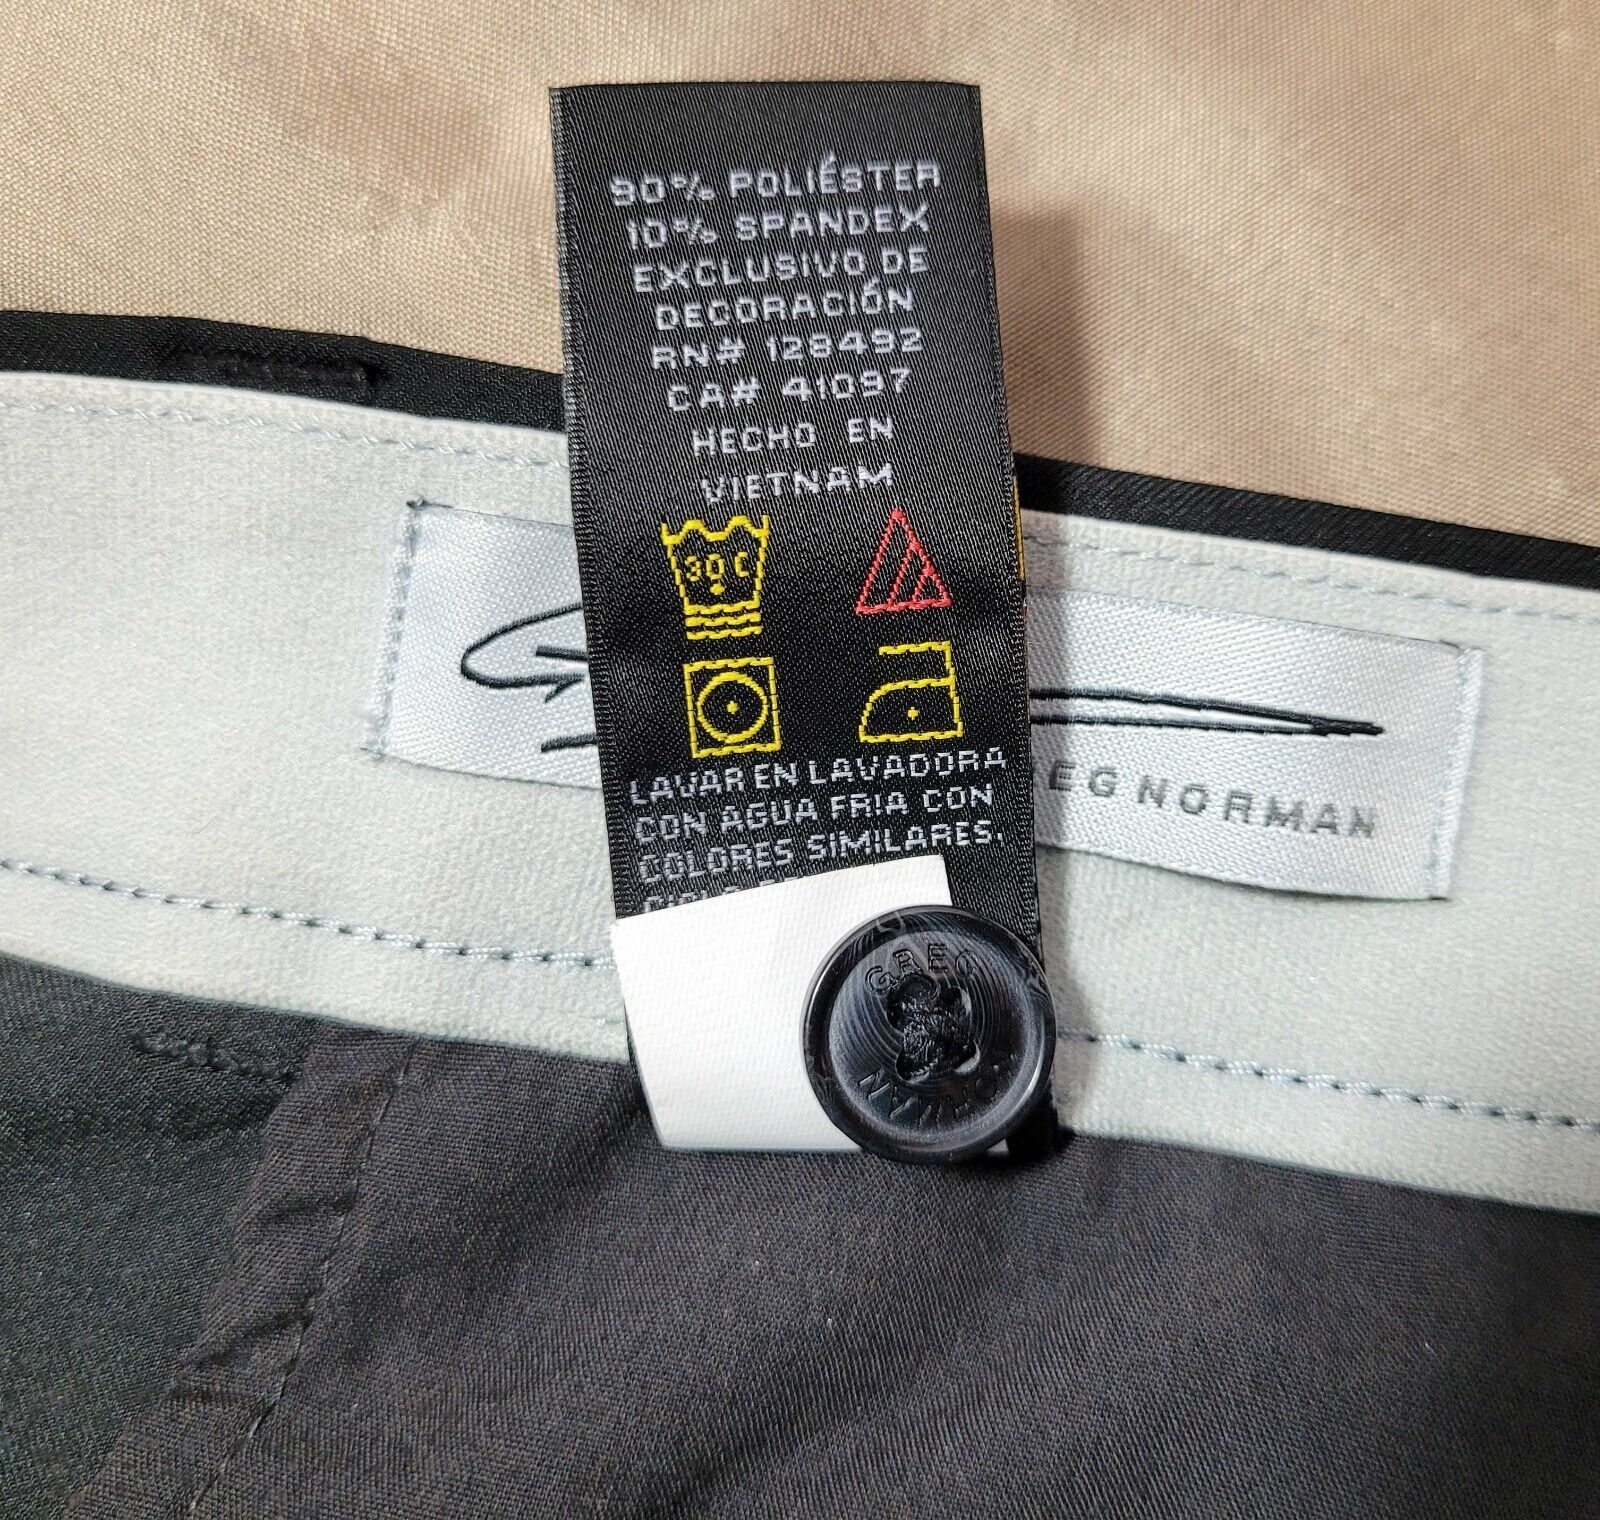 90% POLIÉSTER
10% SPANDEX
EXCLUSIVO DE
DECORACIÓN
RN# 128492
CA# 41097
HECHO EN
VIETNAM
30 C
LAVAR EN LAVADORA
CON AGUA FRIA CON
COLORES SIMILARES.
EG NORMAN
GREG
NORMAN